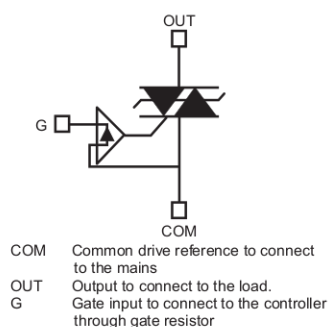 OUT
G
COM
COM Common drive reference to connect
to the mains
OUT Output to connect to the load.
G Gate input to connect to the controller
through gate resistor